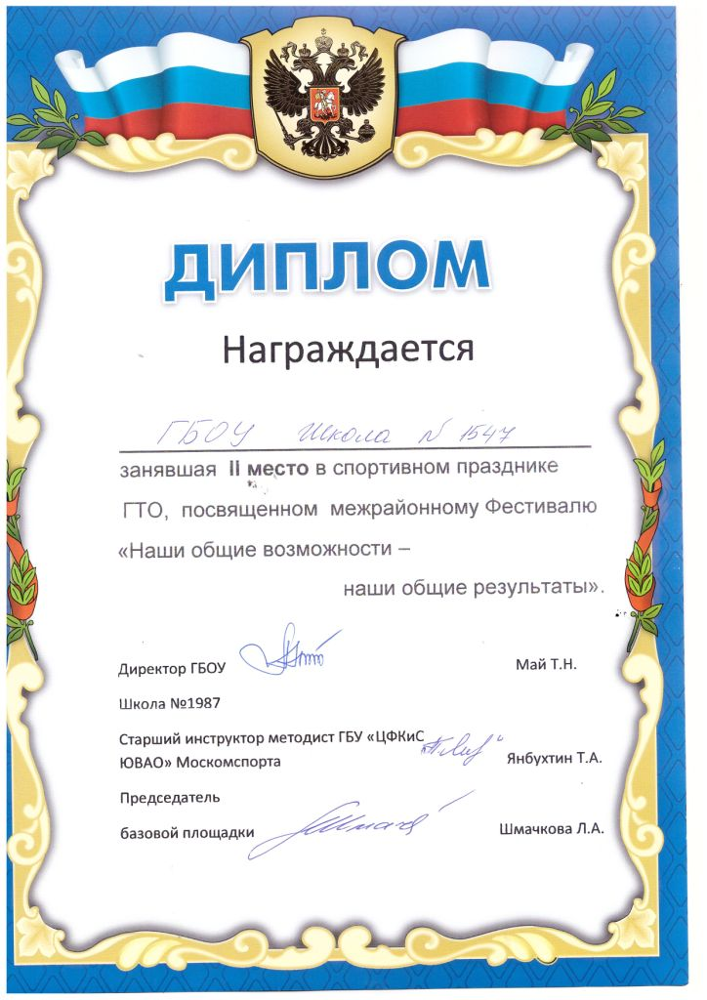 ДИПЛОМ
Награждается
ГБОУ Школа № 1547
занявшая II место в спортивном празднике
ГТО, посвященном межрайонному Фестивалю
«Наши общие возможности –
наши общие результаты».
Директор ГБОУ Май Т.Н.
Школа №1987
Старший инструктор методист ГБУ «ЦФКиС
ЮВАО» Москомспорта Янбухтин Т.А.
Председатель
базовой площадки Шмачкова Л.А.